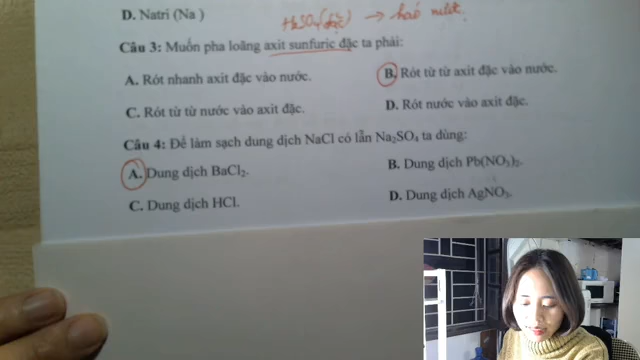 D. Natri (Na )
H₂SO₄(đặc) → háo nước.
Câu 3: Muốn pha loãng axit sunfuric đặc ta phải:
A. Rót nhanh axit đặc vào nước.
B. Rót từ từ axit đặc vào nước.
C. Rót từ từ nước vào axit đặc.
D. Rót nước vào axit đặc.
Câu 4: Để làm sạch dung dịch NaCl có lẫn Na₂SO₄ ta dùng:
A. Dung dịch BaCl₂.
B. Dung dịch Pb(NO₃)₂.
C. Dung dịch HCl.
D. Dung dịch AgNO₃.